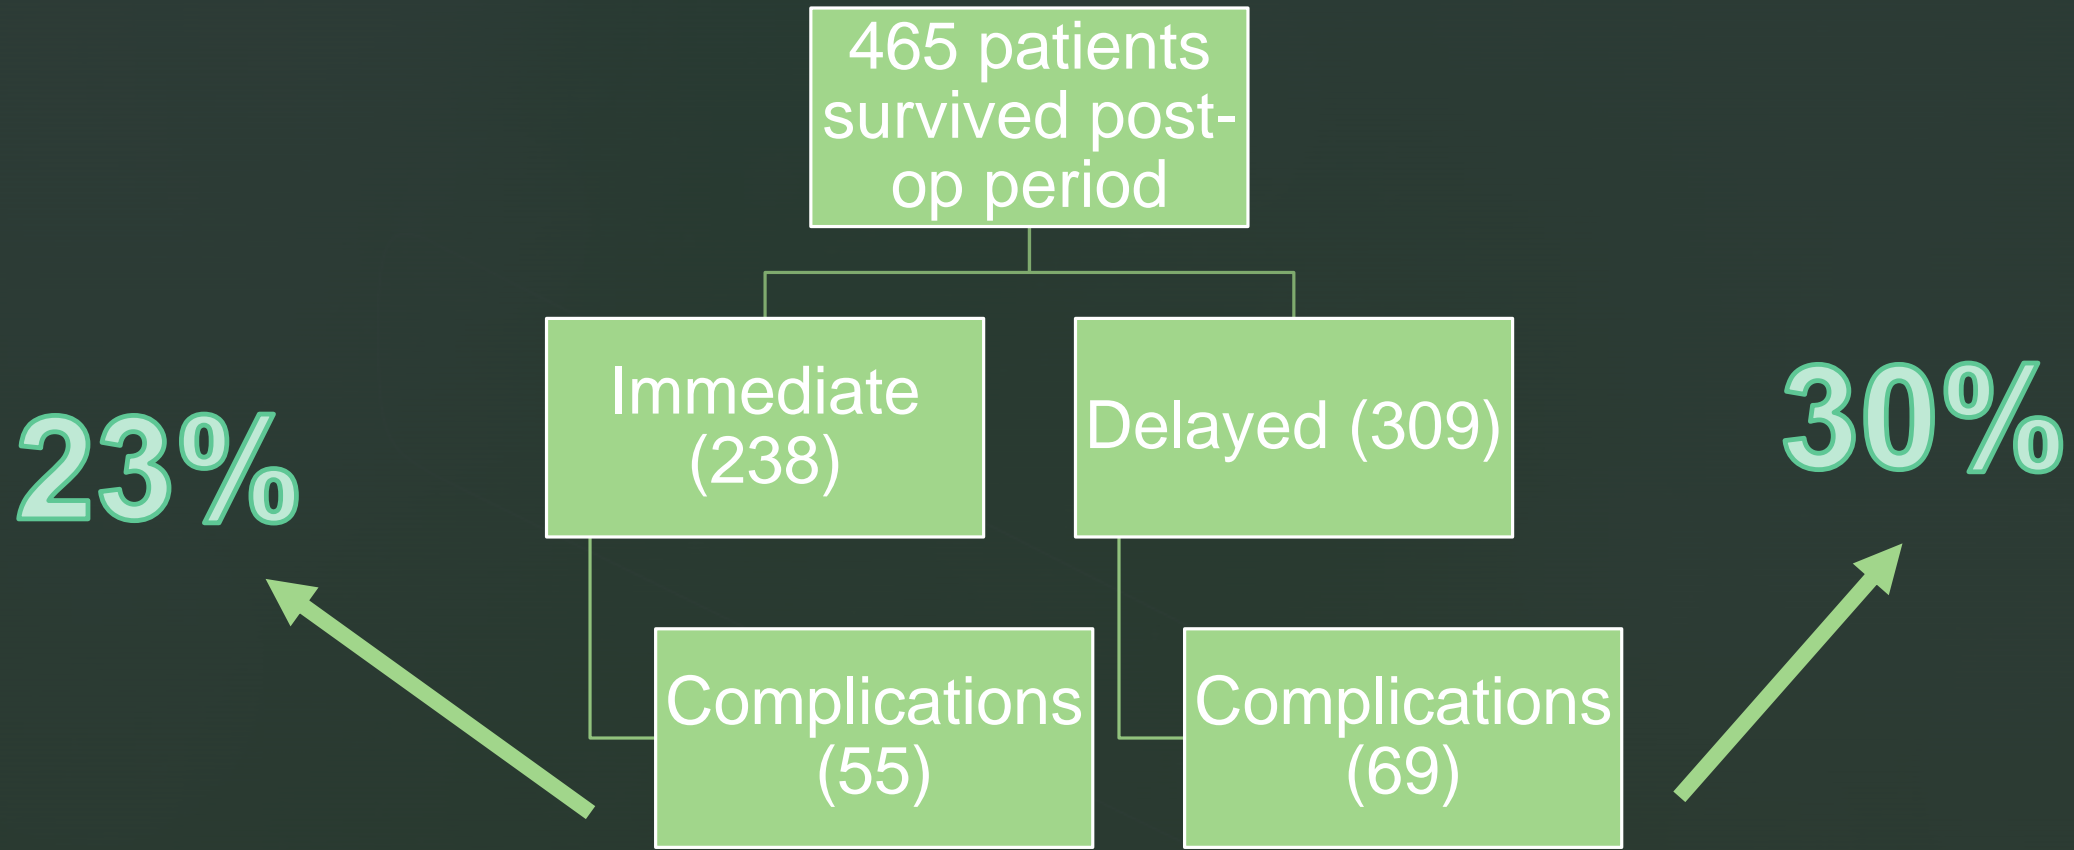 465 patients
survived post-
op period
Immediate
(238)
Delayed (309)
23%
30%
Complications
(55)
Complications
(69)